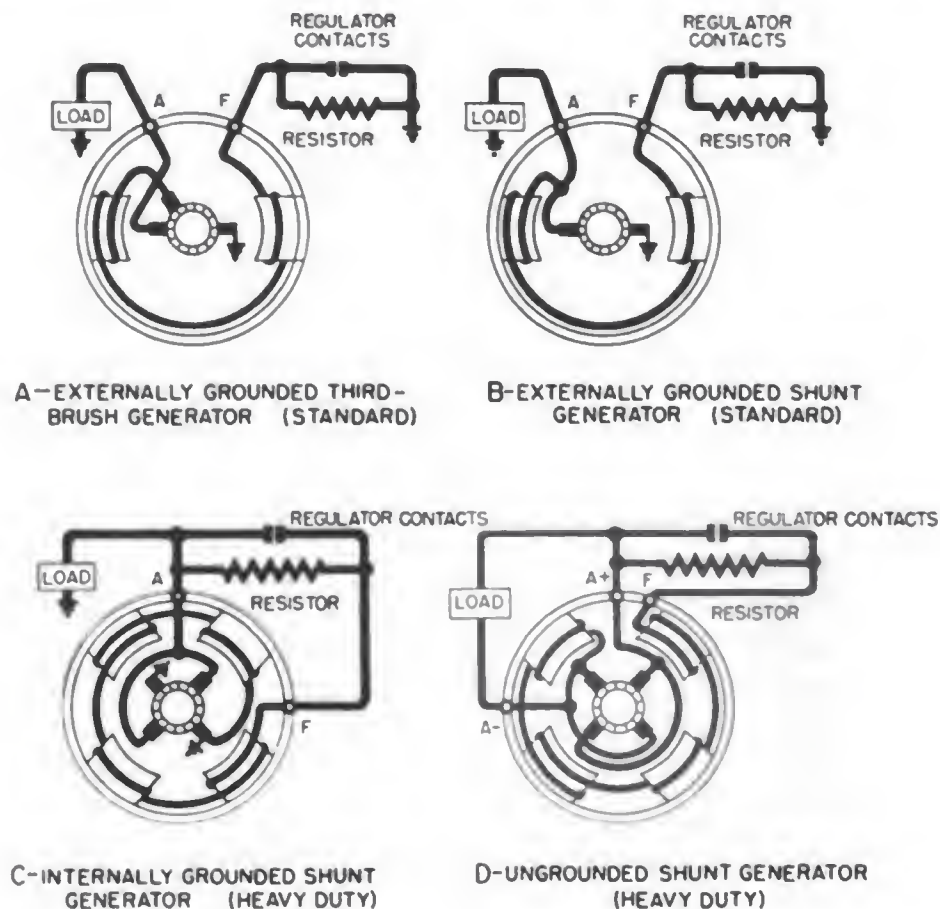 REGULATOR
CONTACTS
A
F
LOAD
RESISTOR
A—EXTERNALLY GROUNDED THIRD-
BRUSH GENERATOR (STANDARD)
REGULATOR
CONTACTS
A
F
LOAD
RESISTOR
B-EXTERNALLY GROUNDED SHUNT
GENERATOR (STANDARD)
REGULATOR CONTACTS
A
LOAD
RESISTOR
F
C-INTERNALLY GROUNDED SHUNT
GENERATOR (HEAVY DUTY)
REGULATOR CONTACTS
A+
F
LOAD
RESISTOR
A-
D-UNGROUNDED SHUNT GENERATOR
(HEAVY DUTY)